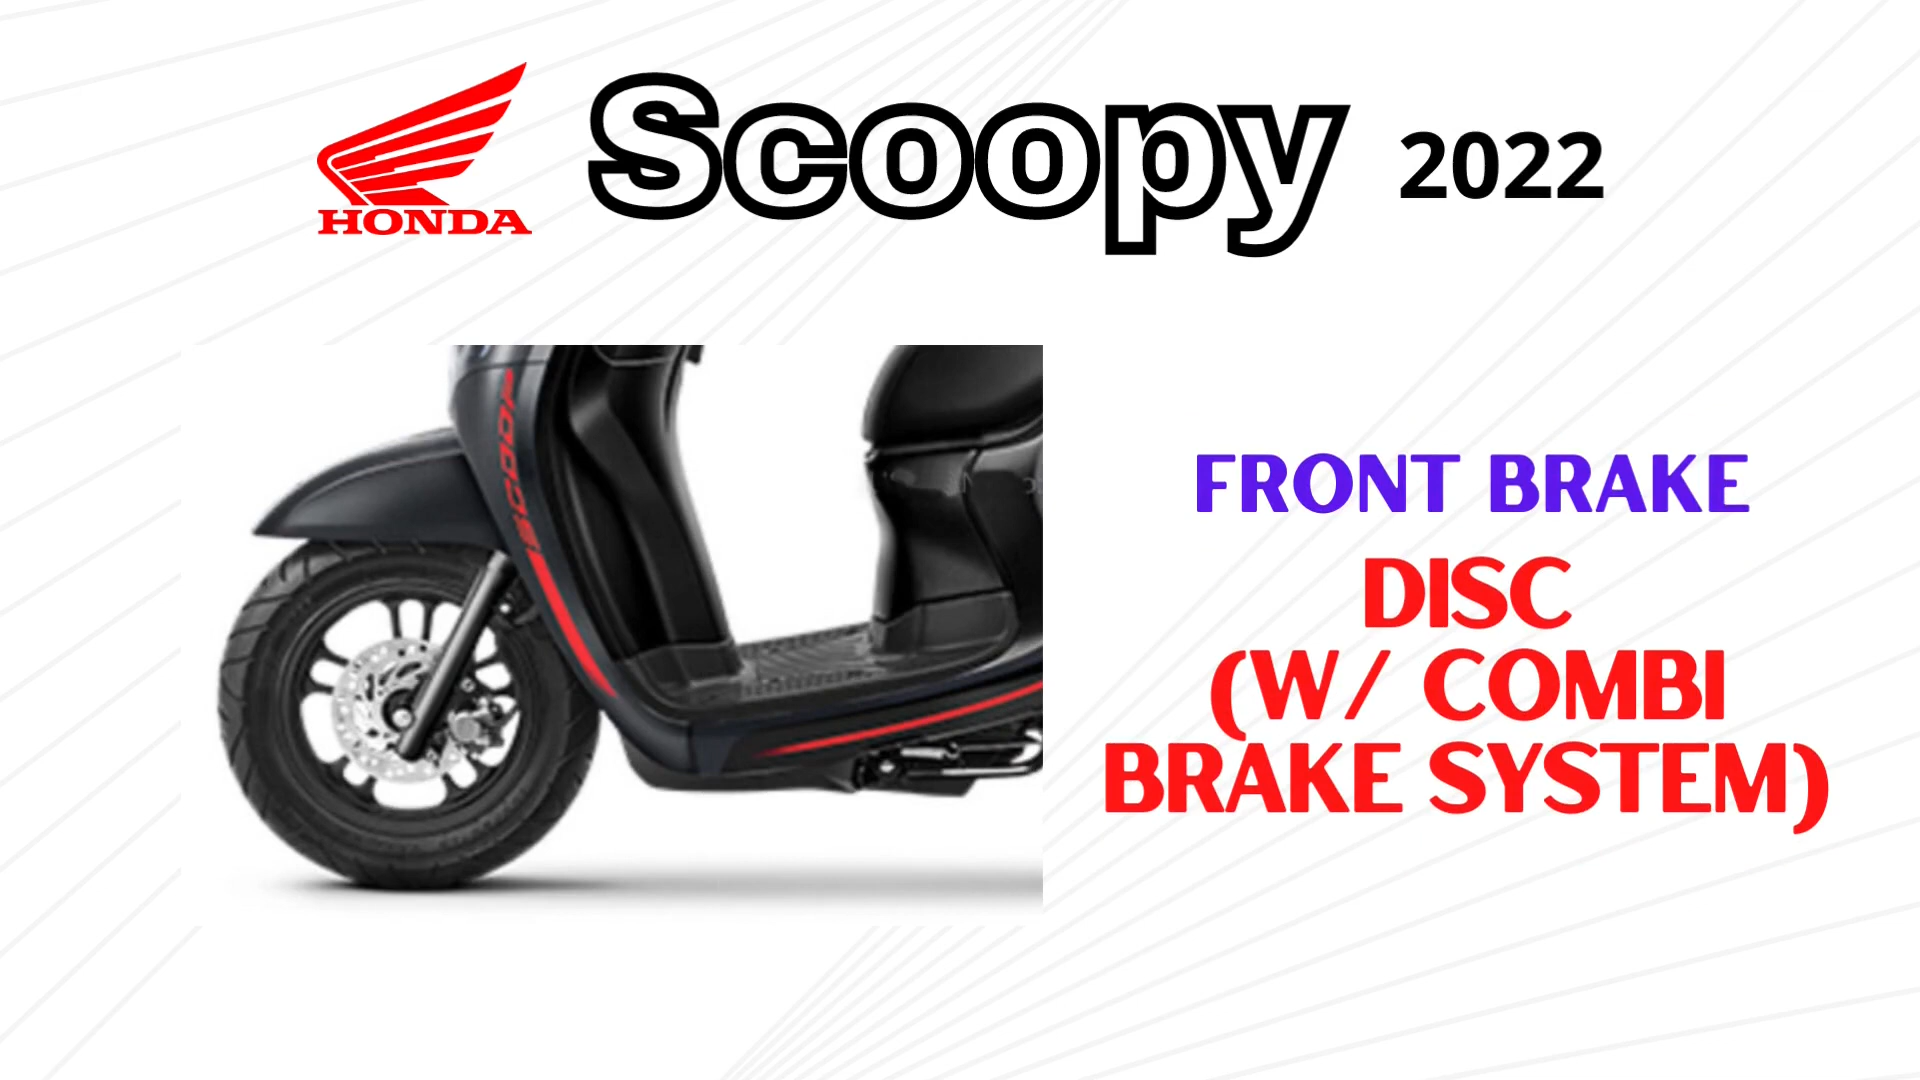 HONDA
Scoopy 2022
SCOOPY
FRONT BRAKE
DISC
(W/ COMBI
BRAKE SYSTEM)